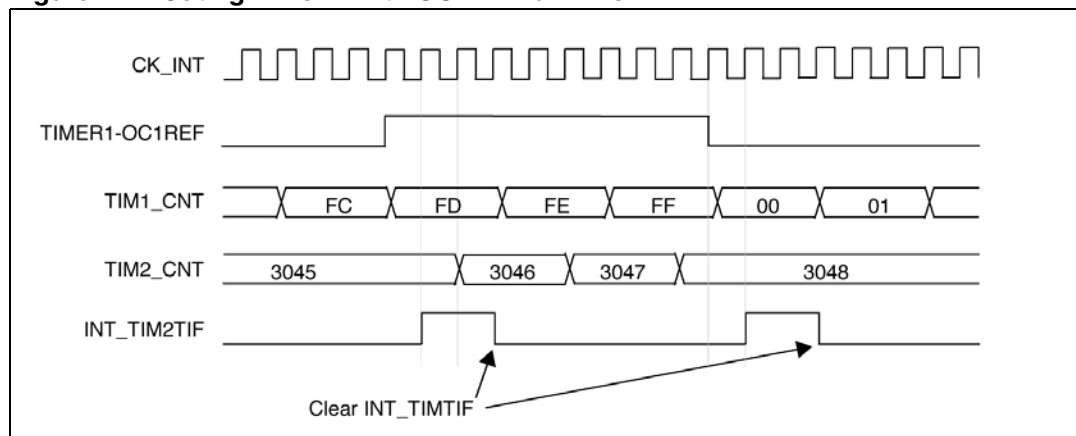 CK_INT
TIMER1-OC1REF
TIM1_CNT FC FD FE FF 00 01
TIM2_CNT 3045 3046 3047 3048
INT_TIM2TIF
Clear INT_TIMTIF